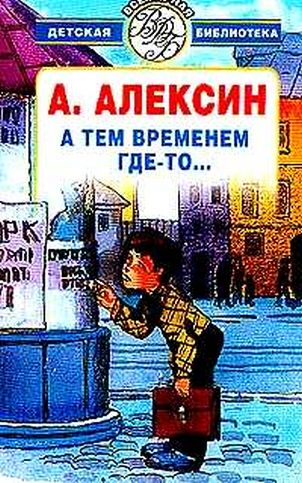 ДЕТСКАЯ
БИБЛИОТЕКА
А. АЛЕКСИН
А ТЕМ ВРЕМЕНЕМ
ГДЕ-ТО...